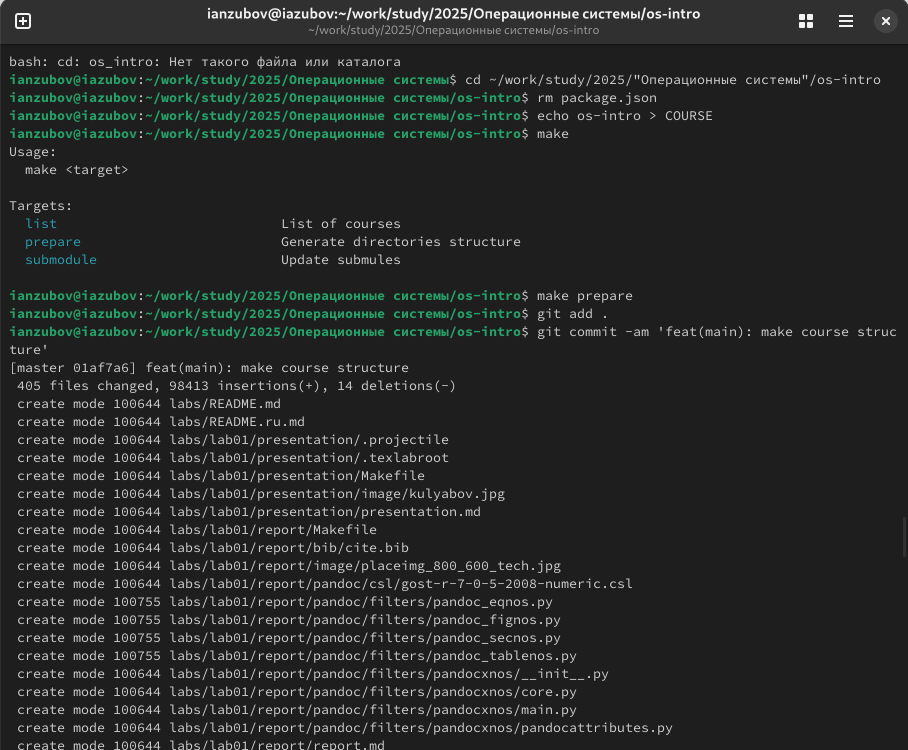 ianzubov@iazubov:~/work/study/2025/Операционные системы/os-intro
~/work/study/2025/Операционные системы/os-intro
bash: cd: os_intro: Нет такого файла или каталога
ianzubov@iazubov:~/work/study/2025/Операционные системы$ cd ~/work/study/2025/"Операционные системы"/os-intro
ianzubov@iazubov:~/work/study/2025/Операционные системы/os-intro$ rm package.json
ianzubov@iazubov:~/work/study/2025/Операционные системы/os-intro$ echo os-intro > COURSE
ianzubov@iazubov:~/work/study/2025/Операционные системы/os-intro$ make
Usage:
  make <target>
Targets:
  list                            List of courses
  prepare                         Generate directories structure
  submodule                       Update submules
ianzubov@iazubov:~/work/study/2025/Операционные системы/os-intro$ make prepare
ianzubov@iazubov:~/work/study/2025/Операционные системы/os-intro$ git add .
ianzubov@iazubov:~/work/study/2025/Операционные системы/os-intro$ git commit -am 'feat(main): make course struc
ture'
[master 01af7a6] feat(main): make course structure
 405 files changed, 98413 insertions(+), 14 deletions(-)
 create mode 100644 labs/README.md
 create mode 100644 labs/README.ru.md
 create mode 100644 labs/lab01/presentation/.projectile
 create mode 100644 labs/lab01/presentation/.texlabroot
 create mode 100644 labs/lab01/presentation/Makefile
 create mode 100644 labs/lab01/presentation/image/kulyabov.jpg
 create mode 100644 labs/lab01/presentation/presentation.md
 create mode 100644 labs/lab01/report/Makefile
 create mode 100644 labs/lab01/report/bib/cite.bib
 create mode 100644 labs/lab01/report/image/placeimg_800_600_tech.jpg
 create mode 100644 labs/lab01/report/pandoc/csl/gost-r-7-0-5-2008-numeric.csl
 create mode 100755 labs/lab01/report/pandoc/filters/pandoc_eqnos.py
 create mode 100755 labs/lab01/report/pandoc/filters/pandoc_fignos.py
 create mode 100755 labs/lab01/report/pandoc/filters/pandoc_secnos.py
 create mode 100755 labs/lab01/report/pandoc/filters/pandoc_tablenos.py
 create mode 100644 labs/lab01/report/pandoc/filters/pandocxnos/__init__.py
 create mode 100644 labs/lab01/report/pandoc/filters/pandocxnos/core.py
 create mode 100644 labs/lab01/report/pandoc/filters/pandocxnos/main.py
 create mode 100644 labs/lab01/report/pandoc/filters/pandocxnos/pandocattributes.py
 create mode 100644 labs/lab01/report/report.md